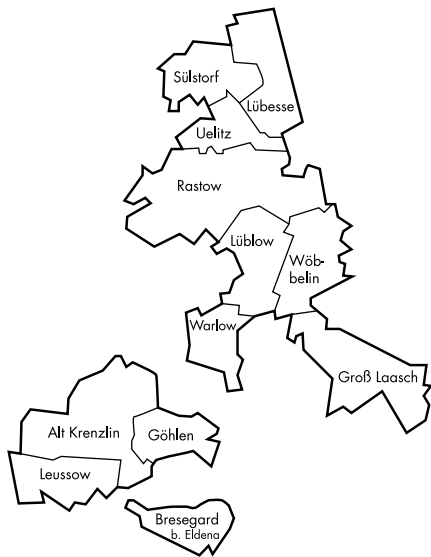 Sülstorf
Lübesse
Uelitz
Rastow
Lüblow
Wöb-
belin
Warlow
Groß Laasch
Alt Krenzlin
Göhlen
Leussow
Bresegard
b. Eldena